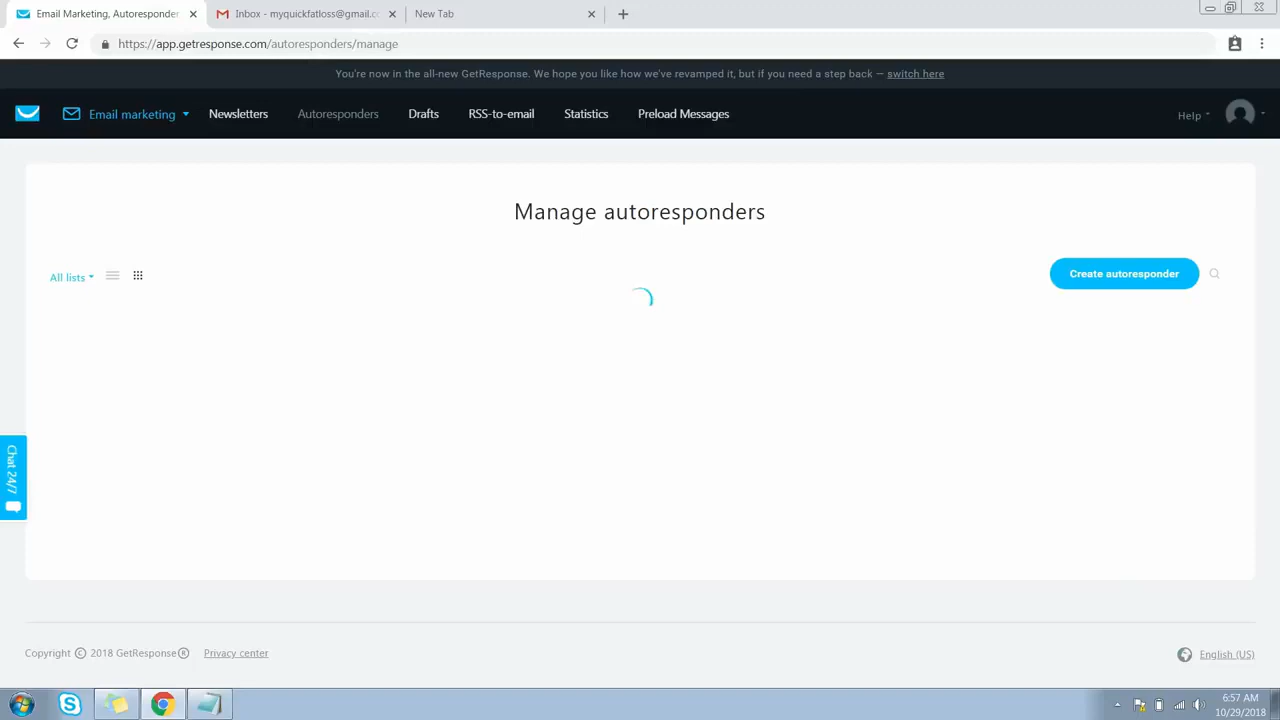 Email Marketing, Autoresponder
Inbox - myquickfatloss@gmail.co
New Tab
https://app.getresponse.com/autoresponders/manage
You're now in the all-new GetResponse. We hope you like how we've revamped it, but if you need a step back — switch here
Email marketing
Newsletters
Autoresponders
Drafts
RSS-to-email
Statistics
Preload Messages
Help
Manage autoresponders
All lists
Create autoresponder
Chat 24/7
Copyright © 2018 GetResponse®
Privacy center
English (US)
6:57 AM
10/29/2018